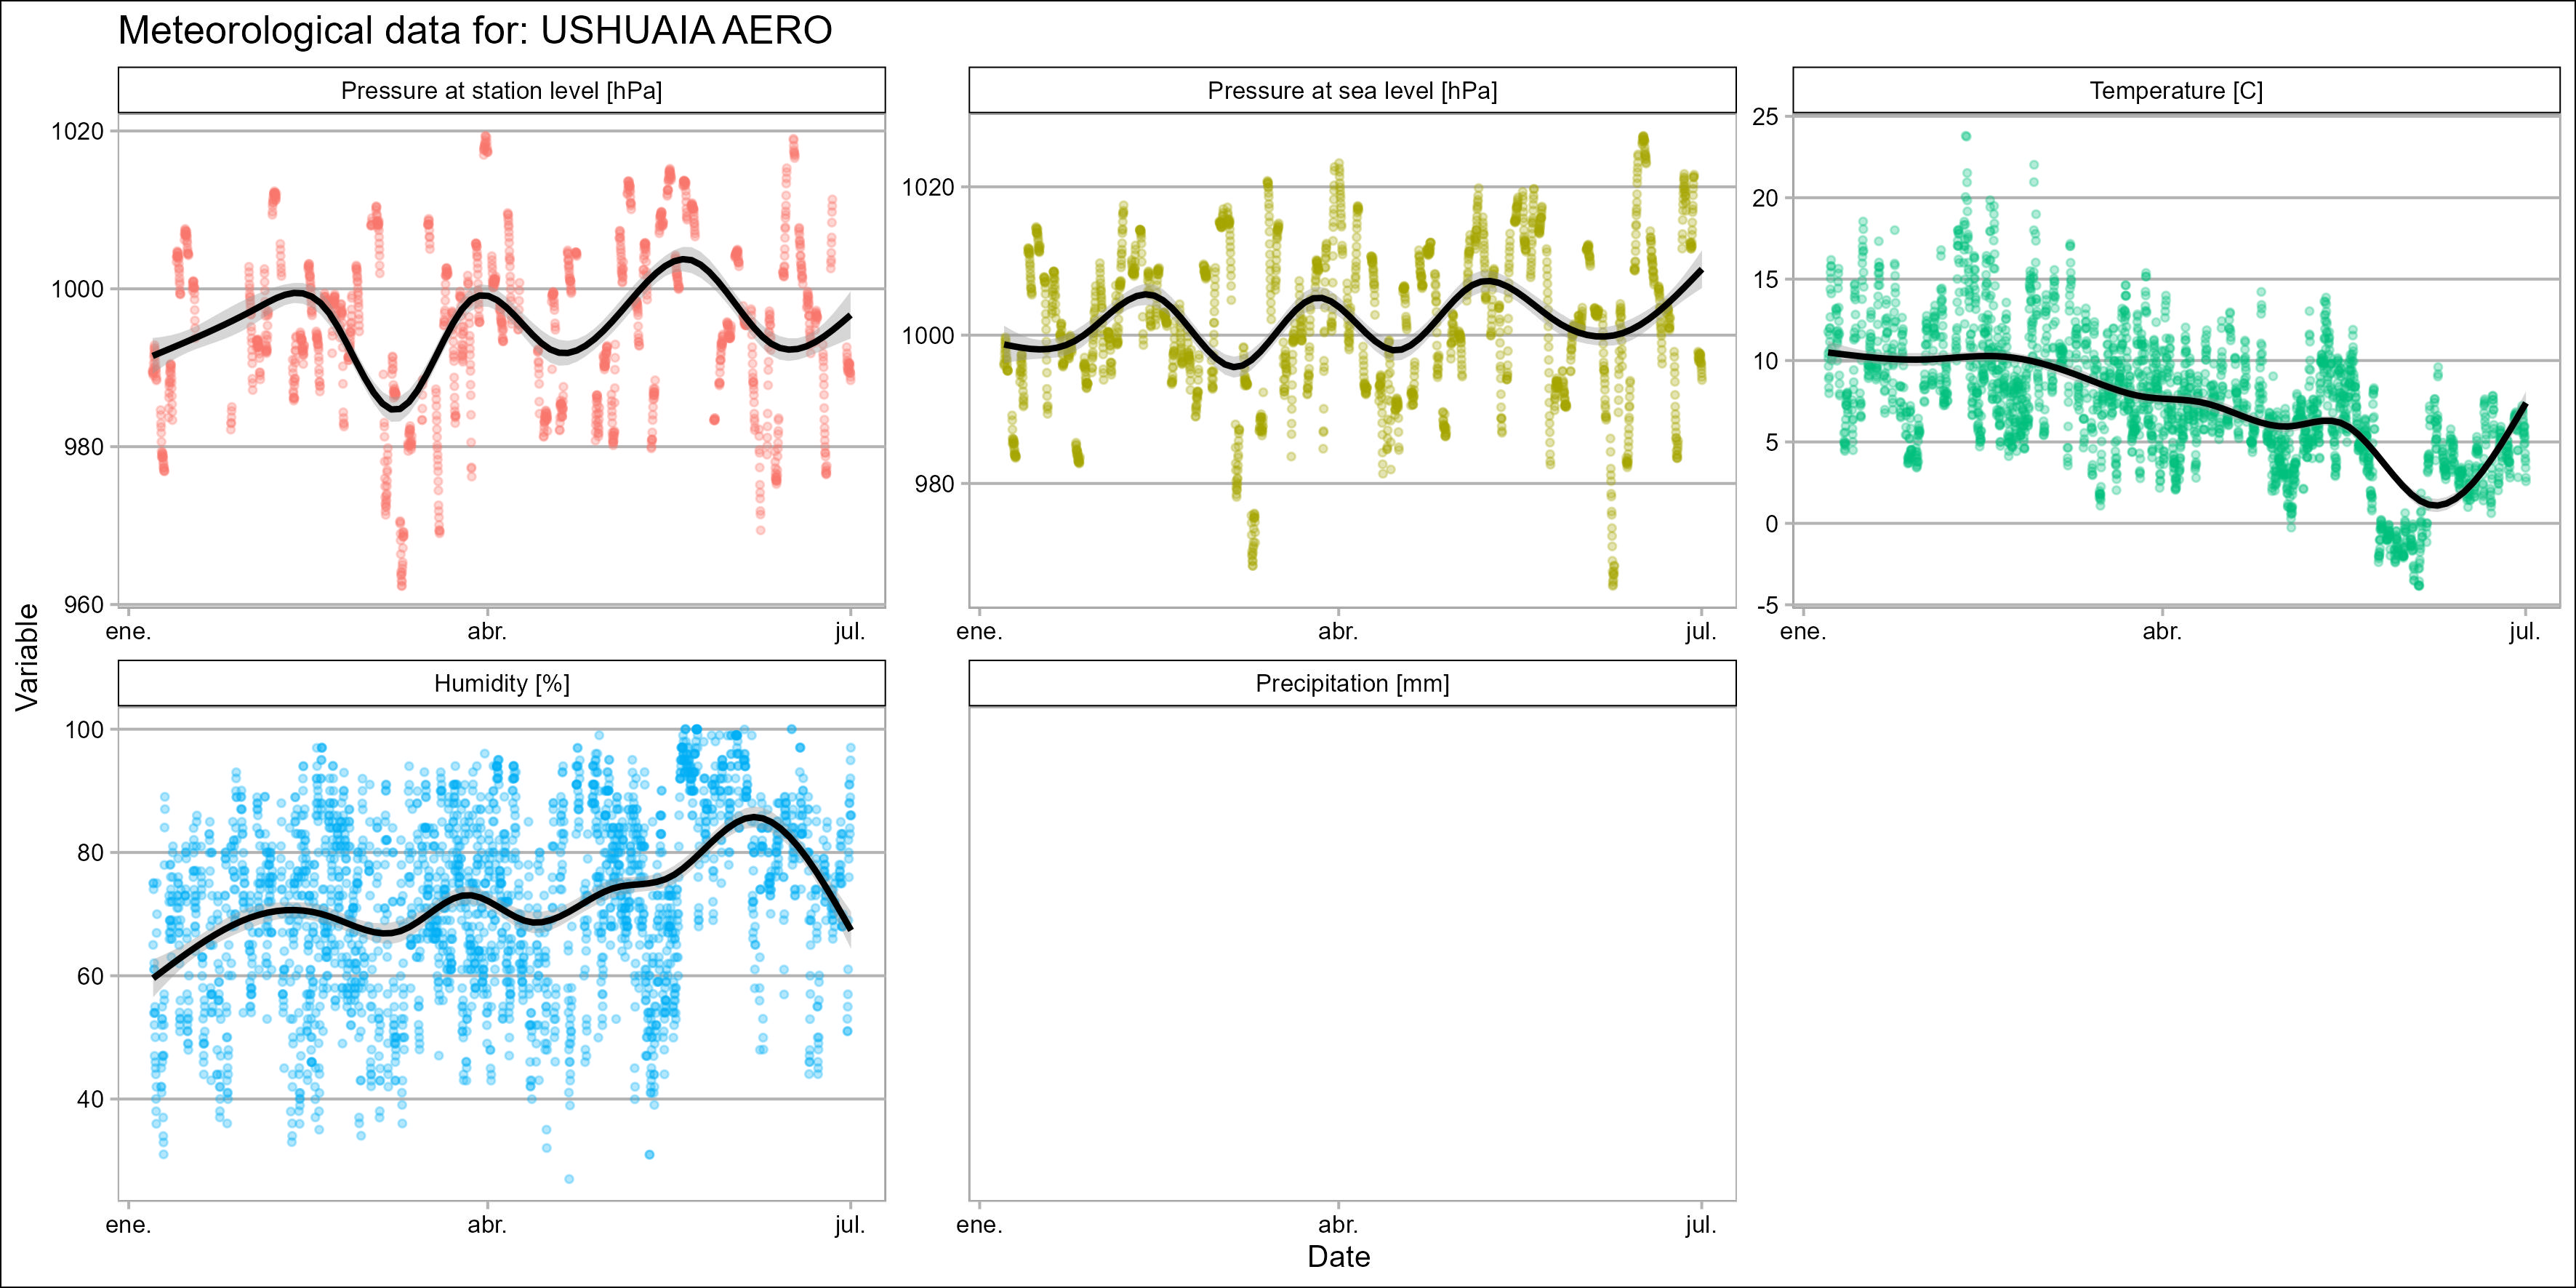 Meteorological data for: USHUAIA AERO
Pressure at station level [hPa]
Pressure at sea level [hPa]
Temperature [C]
1020
1000
980
960
1020
1000
980
25
20
15
10
5
0
-5
ene.
abr.
jul.
ene.
abr.
jul.
ene.
abr.
jul.
Variable
Humidity [%]
Precipitation [mm]
100
80
60
40
ene.
abr.
jul.
ene.
abr.
jul.
Date